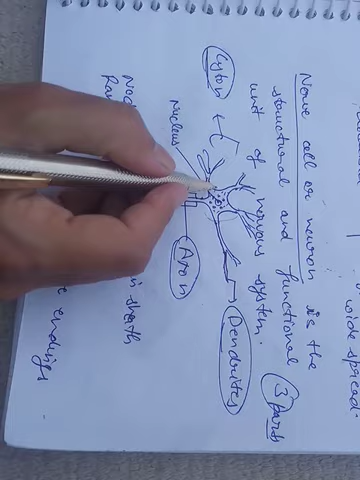 wide spread.
Nerve cell or neuron is the
structural and functional
unit of nervous system.
3 parts
Cyton
Dendrites
Nucleus
Axon
sheath
endings